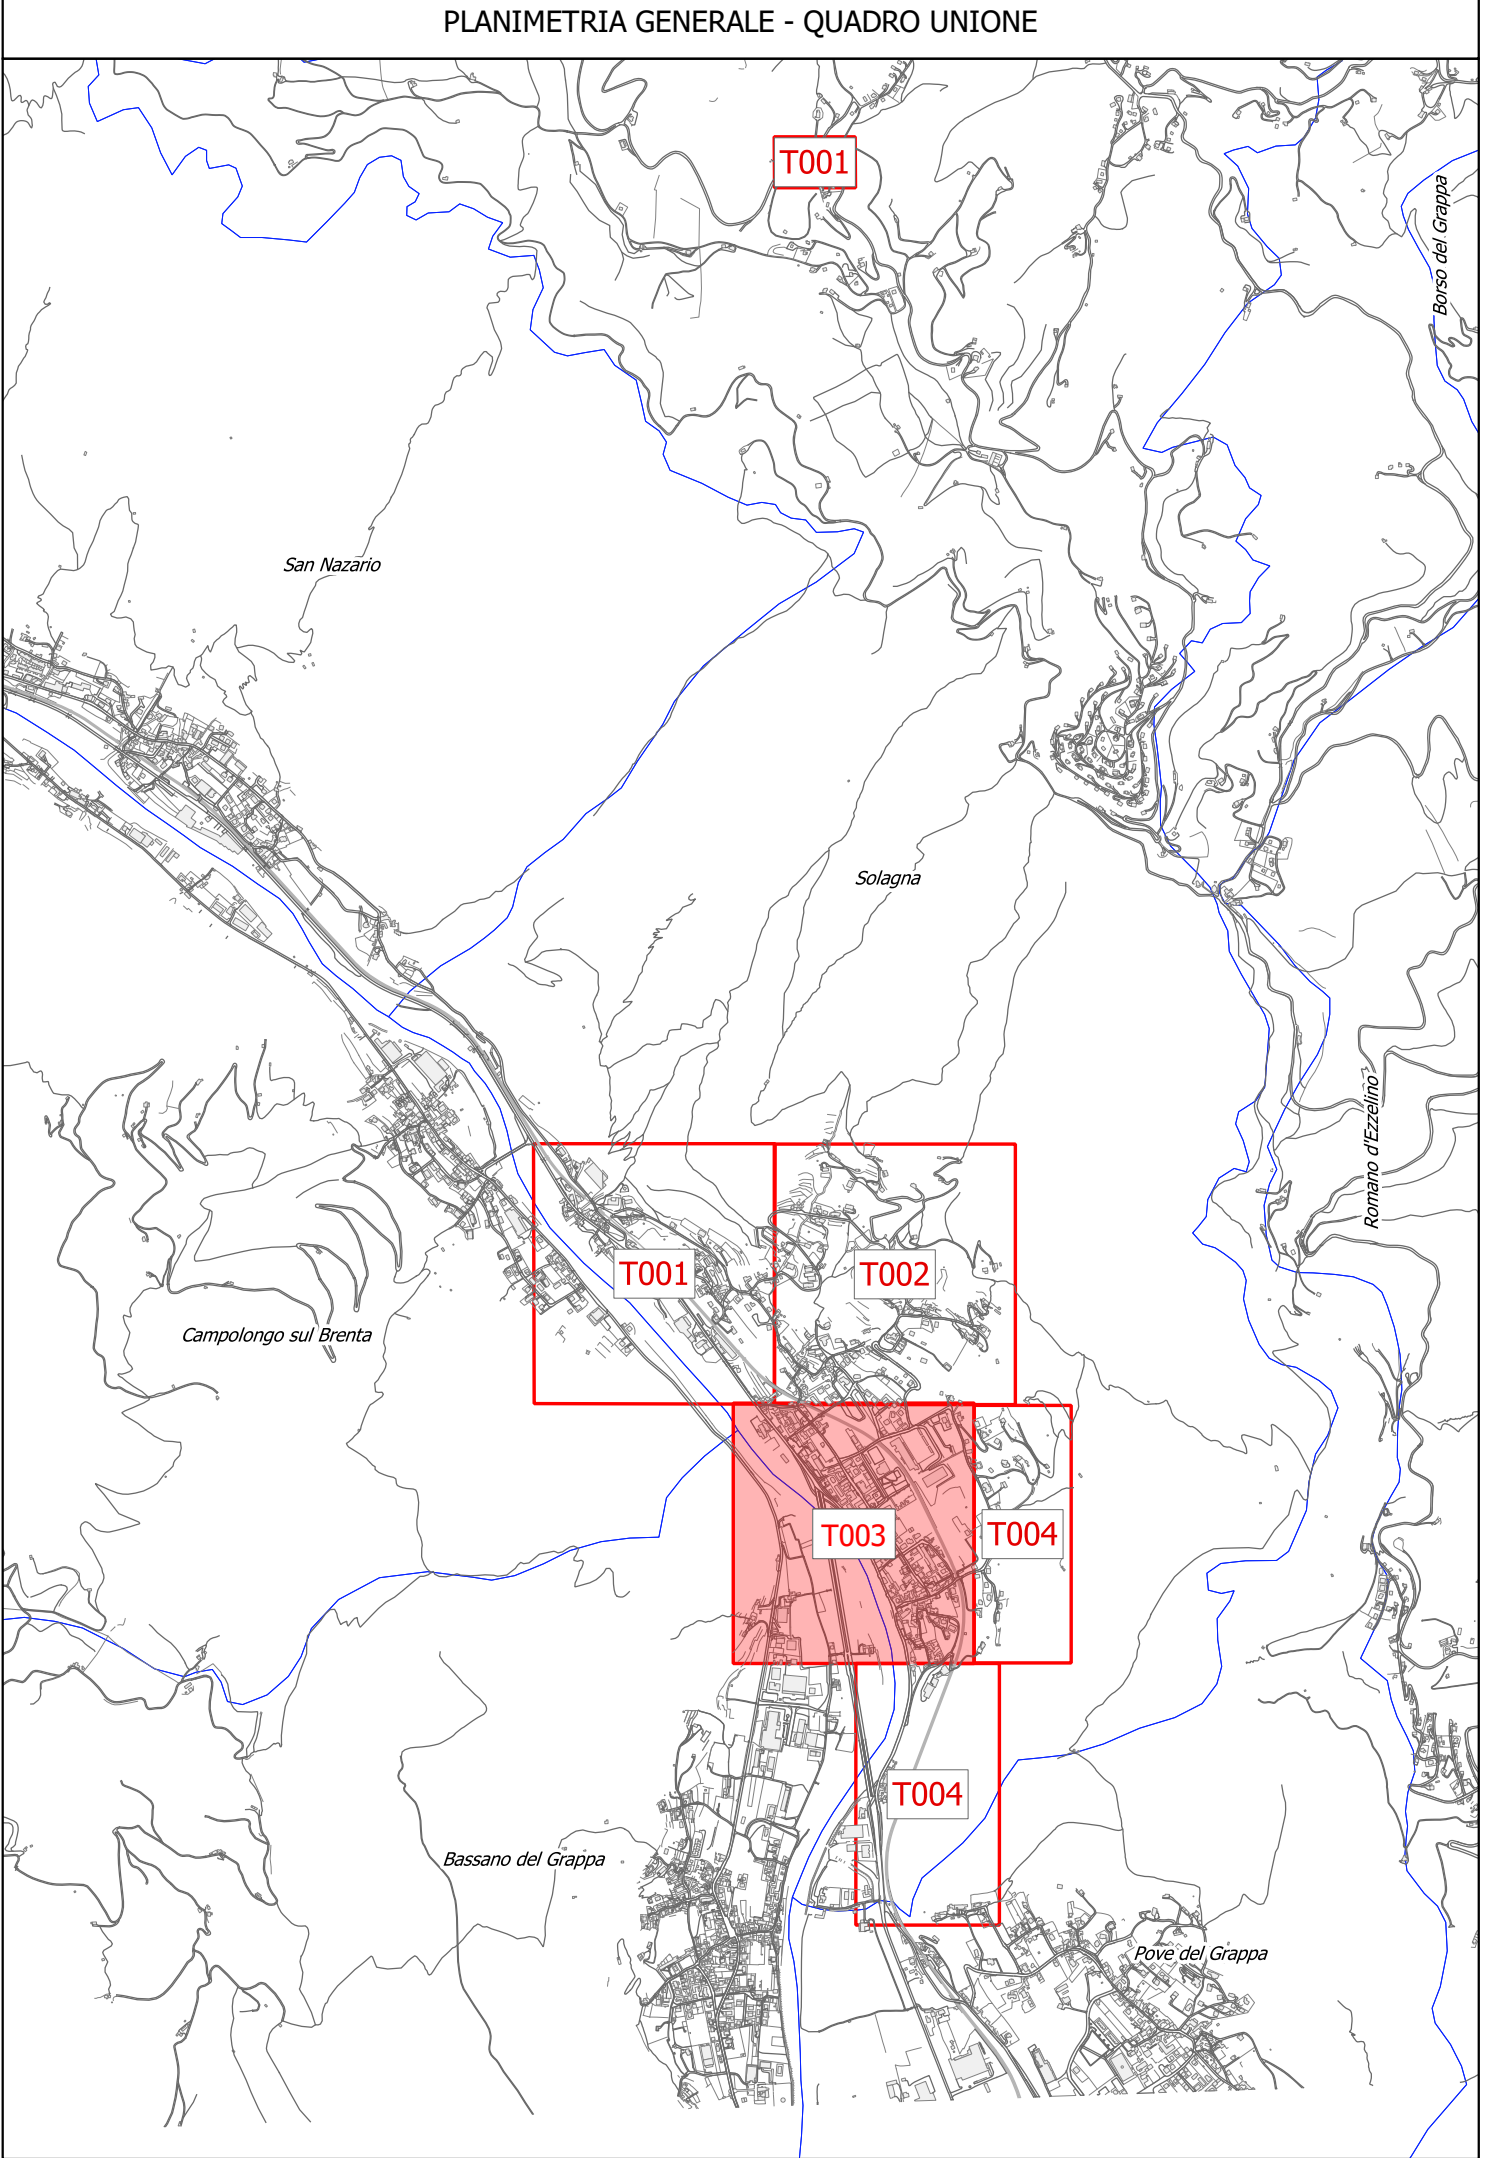 PLANIMETRIA GENERALE - QUADRO UNIONE
T001
Borso del Grappa
San Nazario
Solagna
Romano d'Ezzelino
T001
T002
Campolongo sul Brenta
T003
T004
T004
Bassano del Grappa
Pove del Grappa